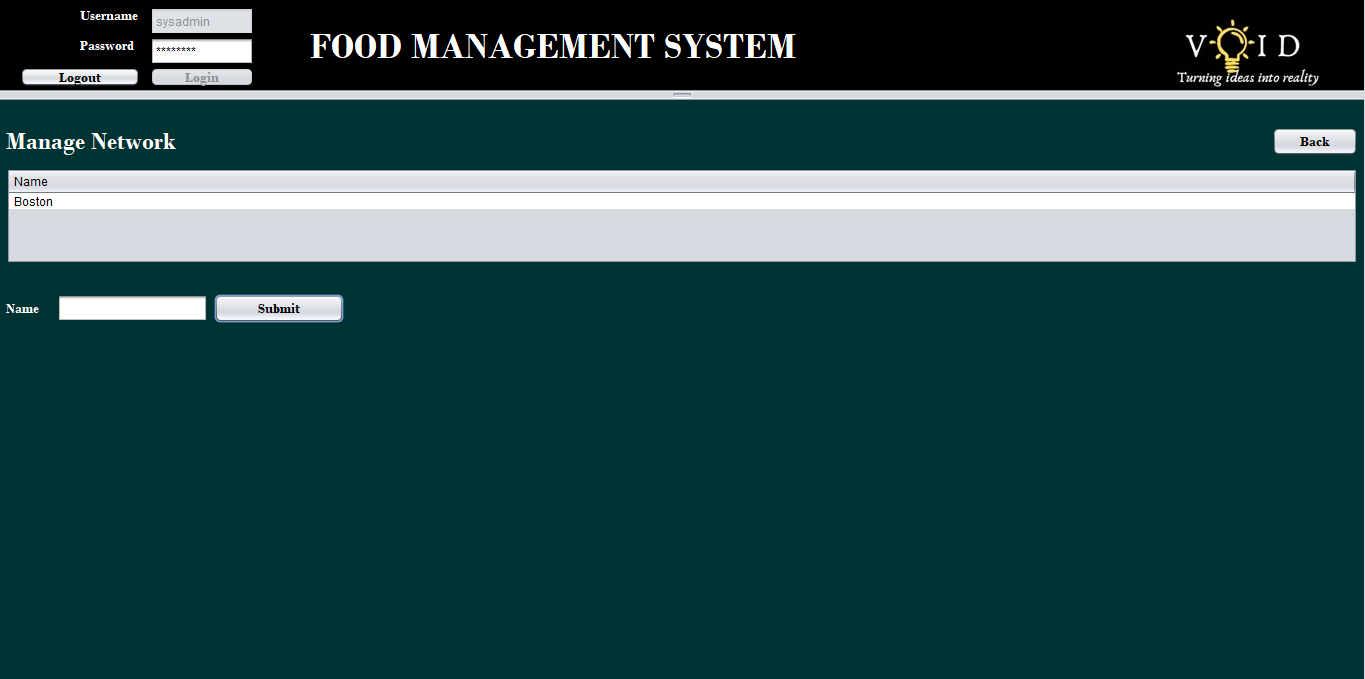 Username sysadmin
Password ********
Logout Login
FOOD MANAGEMENT SYSTEM
V I D
Turning ideas into reality
Manage Network
Back
Name
Boston
Name
Submit